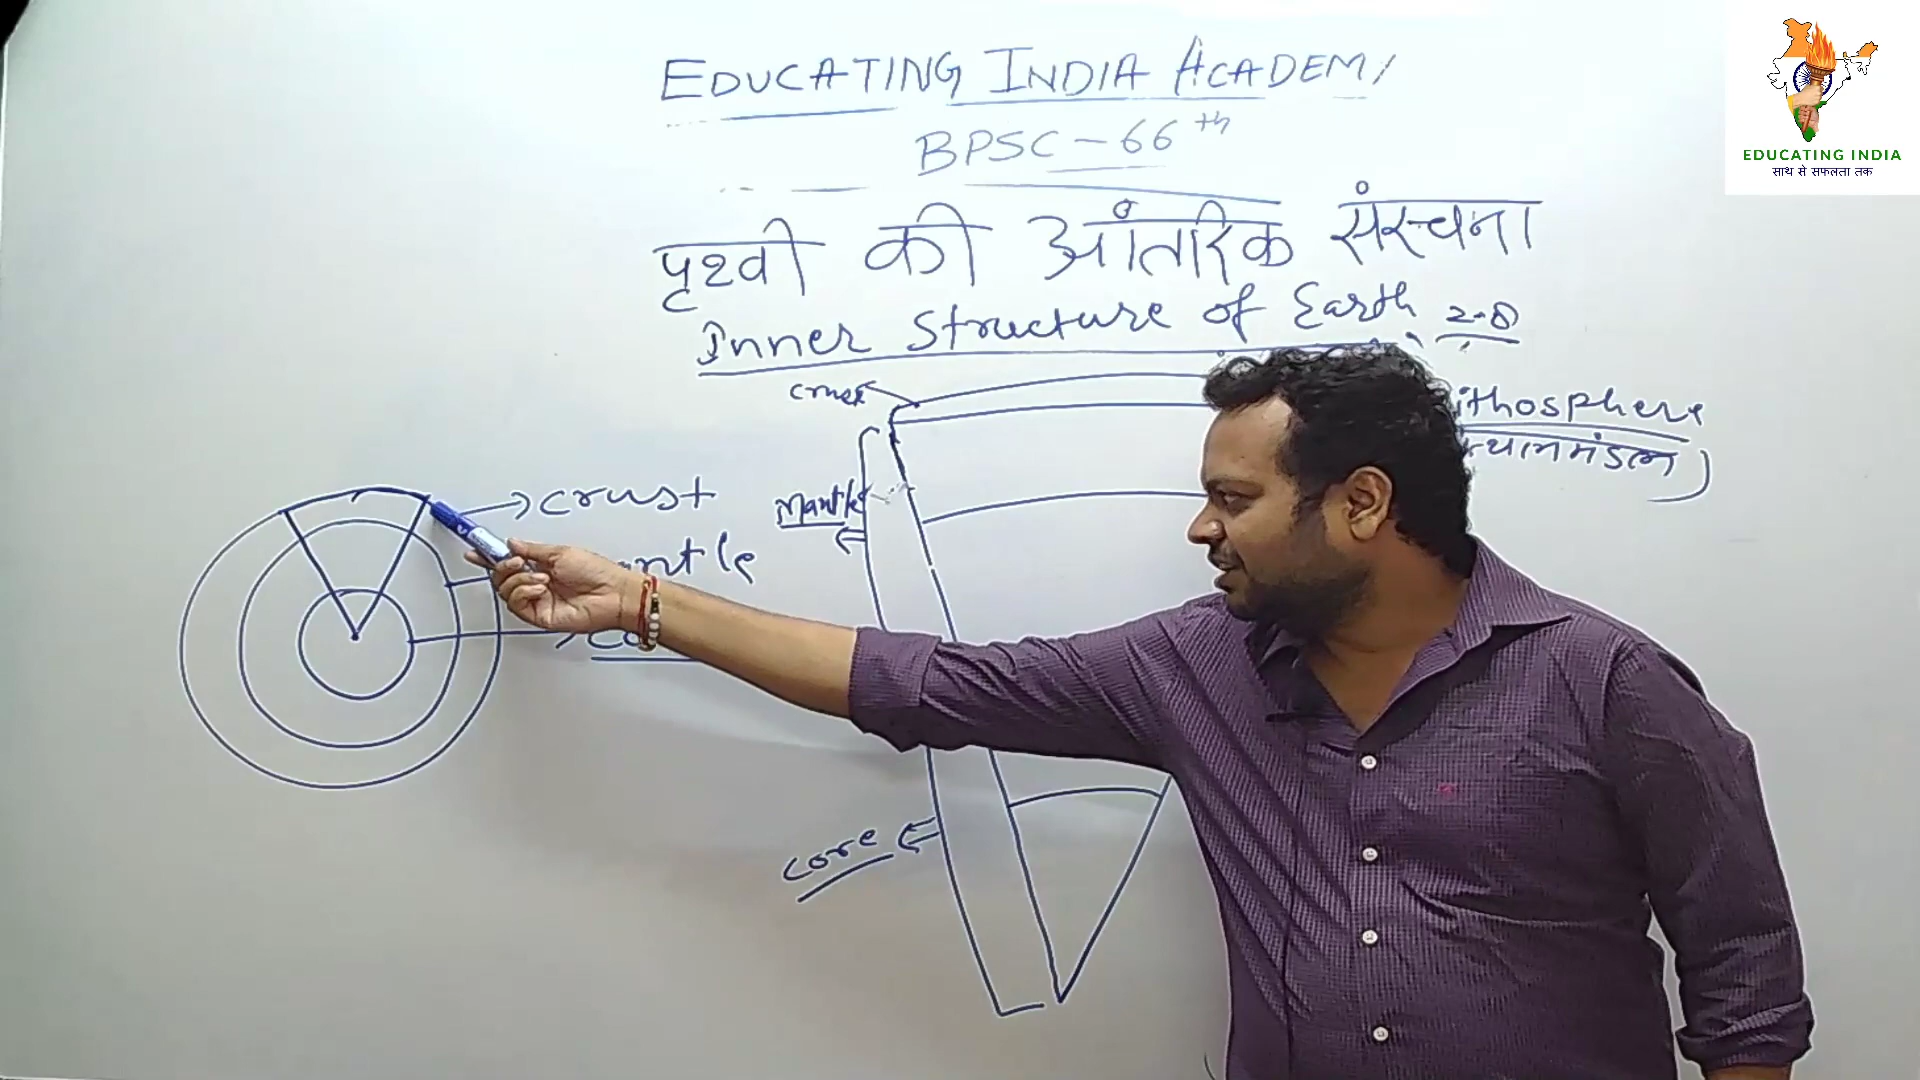 EDUCATING INDIA ACADEMY
BPSC - 66th
पृथ्वी की आंतरिक संरचना
Inner Structure of Earth
EDUCATING INDIA
साथ से सफलता तक
crust
ithosphere
crust
Mantle
core